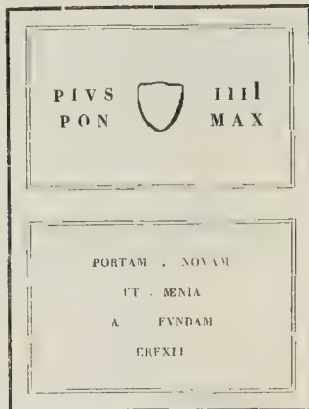 PIVS IIII
PON MAX
PORTAM . NOVAM
ET . MENIA
A FVNDAM
EREXIT